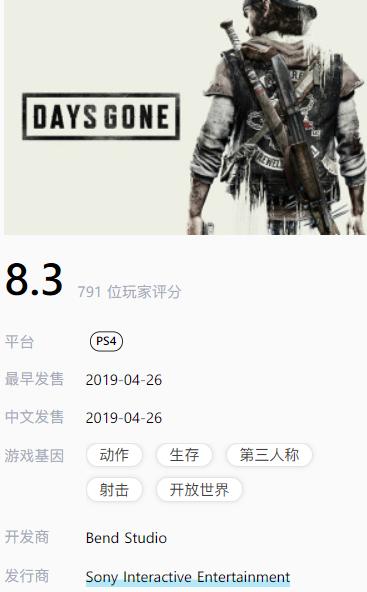 DAYS GONE
8.3 791 位玩家评分
平台 PS4
最早发售 2019-04-26
中文发售 2019-04-26
游戏基因 动作 生存 第三人称
射击 开放世界
开发商 Bend Studio
发行商 Sony Interactive Entertainment